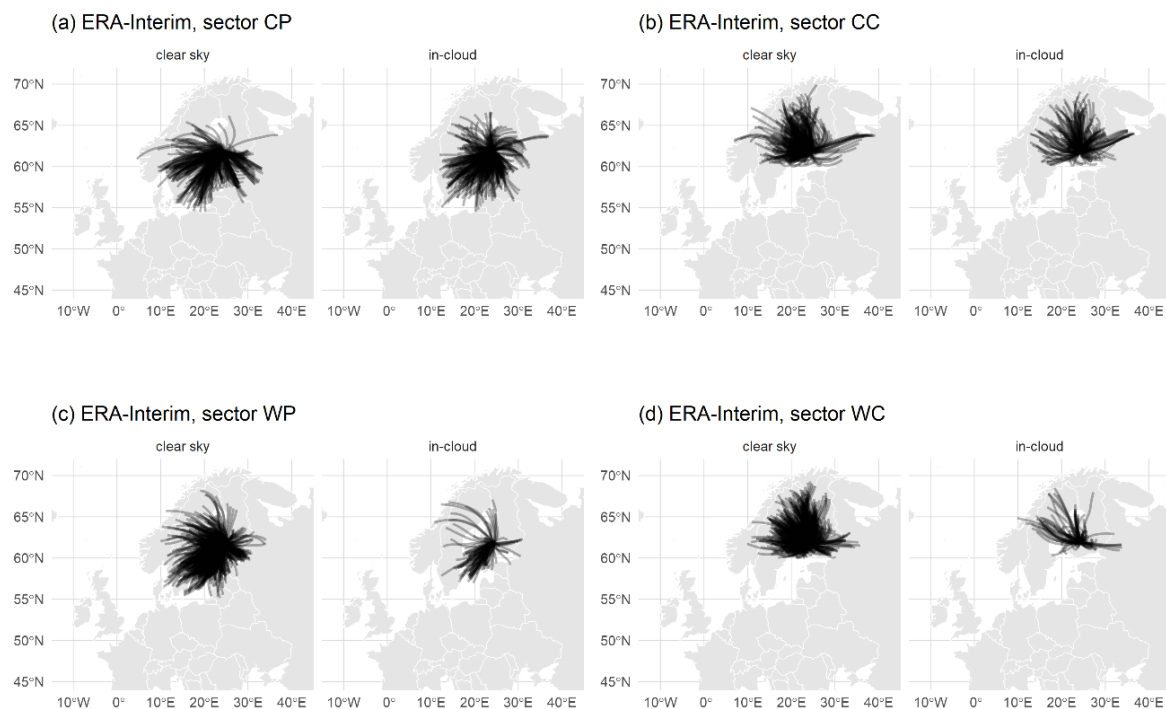 (a) ERA-Interim, sector CP
(b) ERA-Interim, sector CC
clear sky
in-cloud
clear sky
in-cloud
70°N
65°N
60°N
55°N
50°N
45°N
70°N
65°N
60°N
55°N
50°N
45°N
10°W 0° 10°E 20°E 30°E 40°E
10°W 0° 10°E 20°E 30°E 40°E
10°W 0° 10°E 20°E 30°E 40°E
10°W 0° 10°E 20°E 30°E 40°E
(c) ERA-Interim, sector WP
(d) ERA-Interim, sector WC
clear sky
in-cloud
clear sky
in-cloud
70°N
65°N
60°N
55°N
50°N
45°N
70°N
65°N
60°N
55°N
50°N
45°N
10°W 0° 10°E 20°E 30°E 40°E
10°W 0° 10°E 20°E 30°E 40°E
10°W 0° 10°E 20°E 30°E 40°E
10°W 0° 10°E 20°E 30°E 40°E